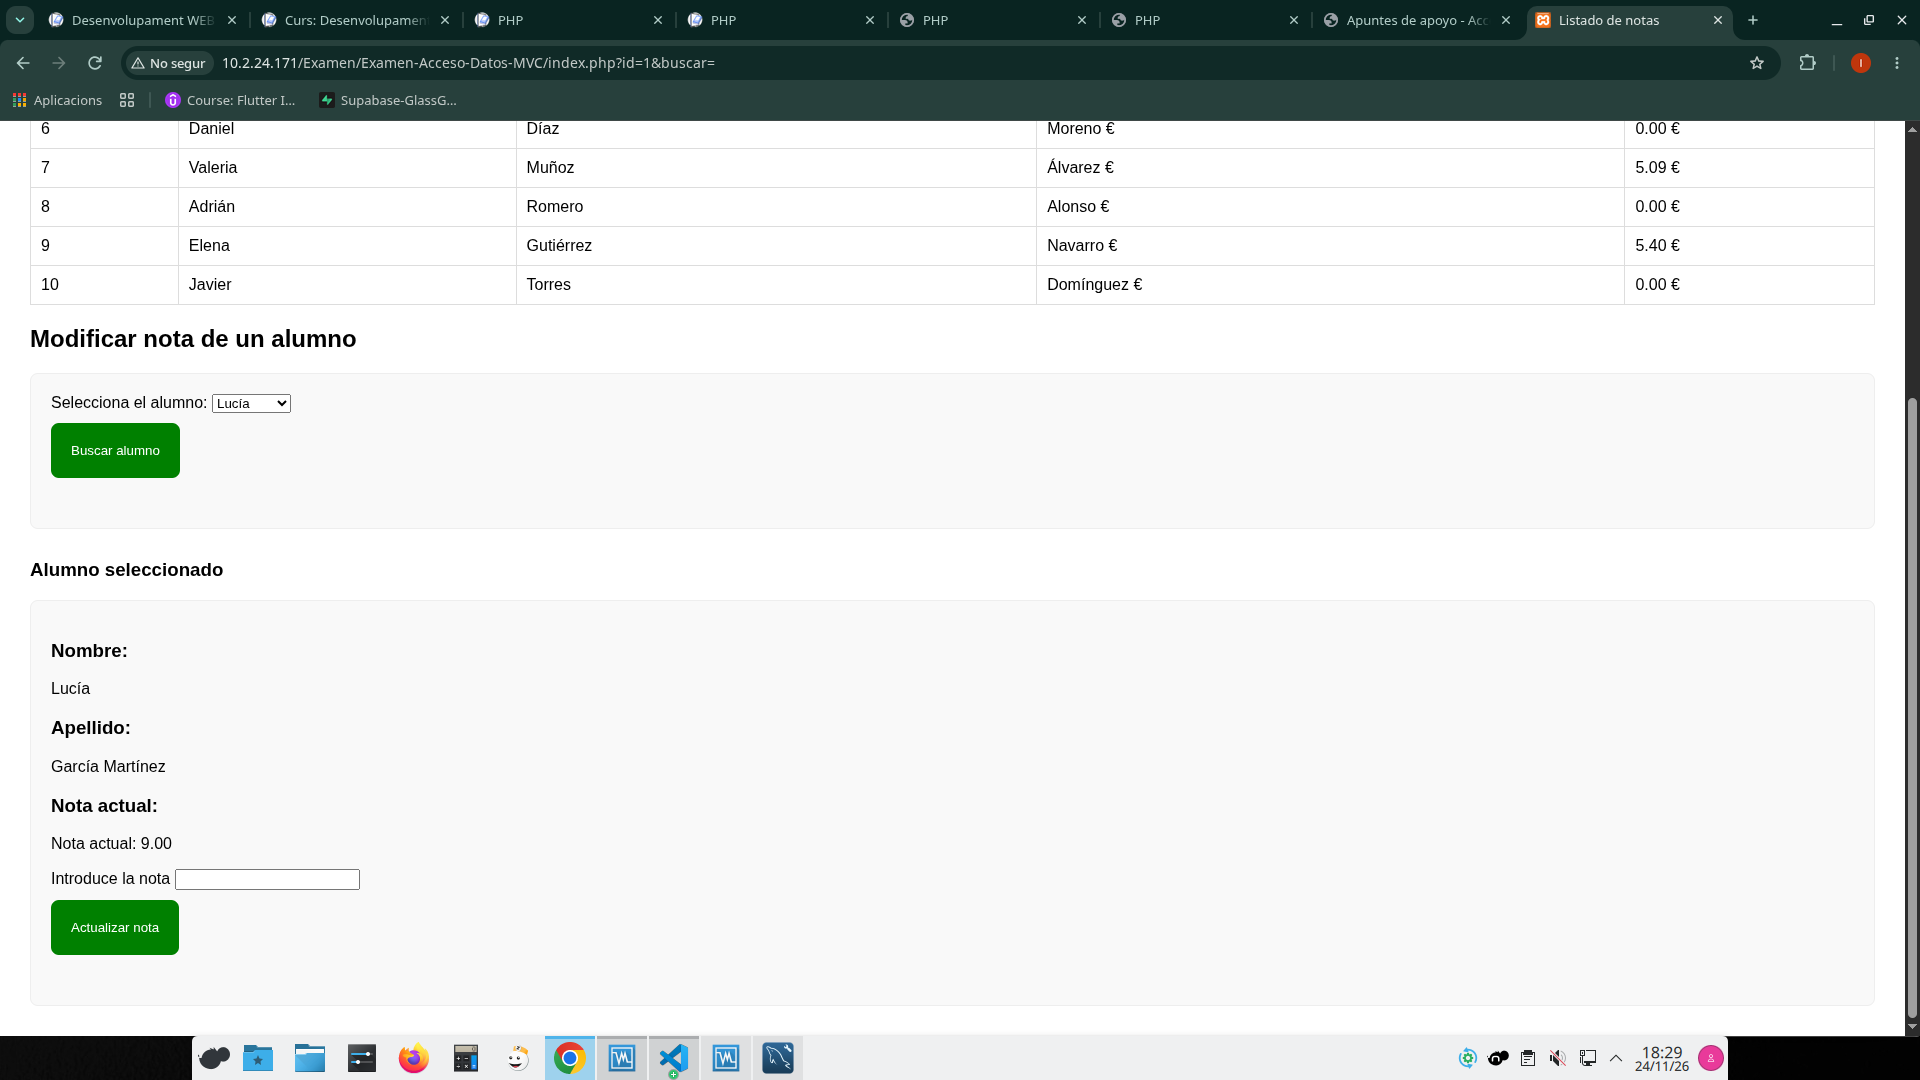 Desenvolupament WEB
Curs: Desenvolupament
PHP
PHP
PHP
PHP
Apuntes de apoyo - Acc
Listado de notas
No segur
10.2.24.171/Examen/Examen-Acceso-Datos-MVC/index.php?id=1&buscar=
I
Aplicacions
Course: Flutter I...
Supabase-GlassG...
6 Daniel Díaz Moreno € 0.00 €
7 Valeria Muñoz Álvarez € 5.09 €
8 Adrián Romero Alonso € 0.00 €
9 Elena Gutiérrez Navarro € 5.40 €
10 Javier Torres Domínguez € 0.00 €
Modificar nota de un alumno
Selecciona el alumno: Lucía
Buscar alumno
Alumno seleccionado
Nombre:
Lucía
Apellido:
García Martínez
Nota actual:
Nota actual: 9.00
Introduce la nota
Actualizar nota
18:29
24/11/26